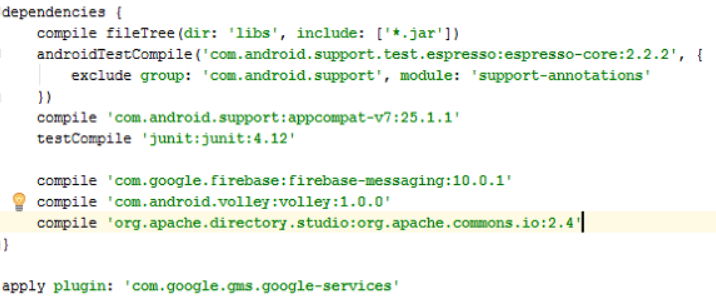 dependencies {
    compile fileTree(dir: 'libs', include: ['*.jar'])
    androidTestCompile('com.android.support.test.espresso:espresso-core:2.2.2', {
        exclude group: 'com.android.support', module: 'support-annotations'
    })
    compile 'com.android.support:appcompat-v7:25.1.1'
    testCompile 'junit:junit:4.12'

    compile 'com.google.firebase:firebase-messaging:10.0.1'
    compile 'com.android.volley:volley:1.0.0'
    compile 'org.apache.directory.studio:org.apache.commons.io:2.4'
}

apply plugin: 'com.google.gms.google-services'